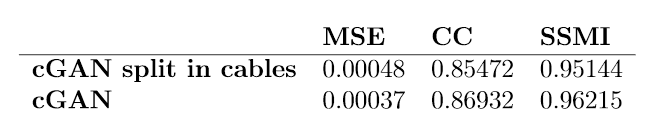 MSE CC SSMI
cGAN split in cables 0.00048 0.85472 0.95144
cGAN 0.00037 0.86932 0.96215